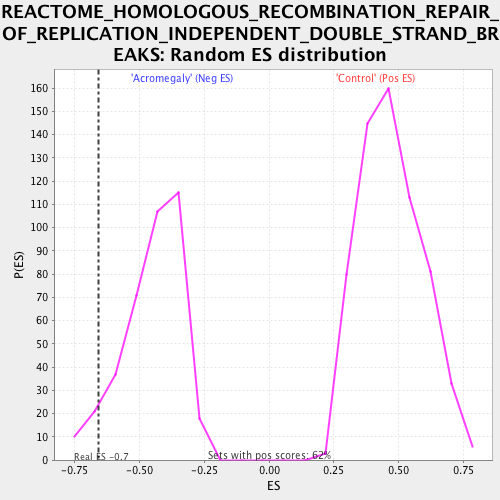 REACTOME_HOMOLOGOUS_RECOMBINATION_REPAIR_
OF_REPLICATION_INDEPENDENT_DOUBLE_STRAND_BR
EAKS: Random ES distribution
'Acromegaly' (Neg ES) 'Control' (Pos ES)
160
150
140
130
120
110
100
90
80
70
60
50
40
30
20
10
0
P(ES)
Real ES -0.7 Sets with pos scores: 62%
-0.75 -0.50 -0.25 0.00 0.25 0.50 0.75
ES